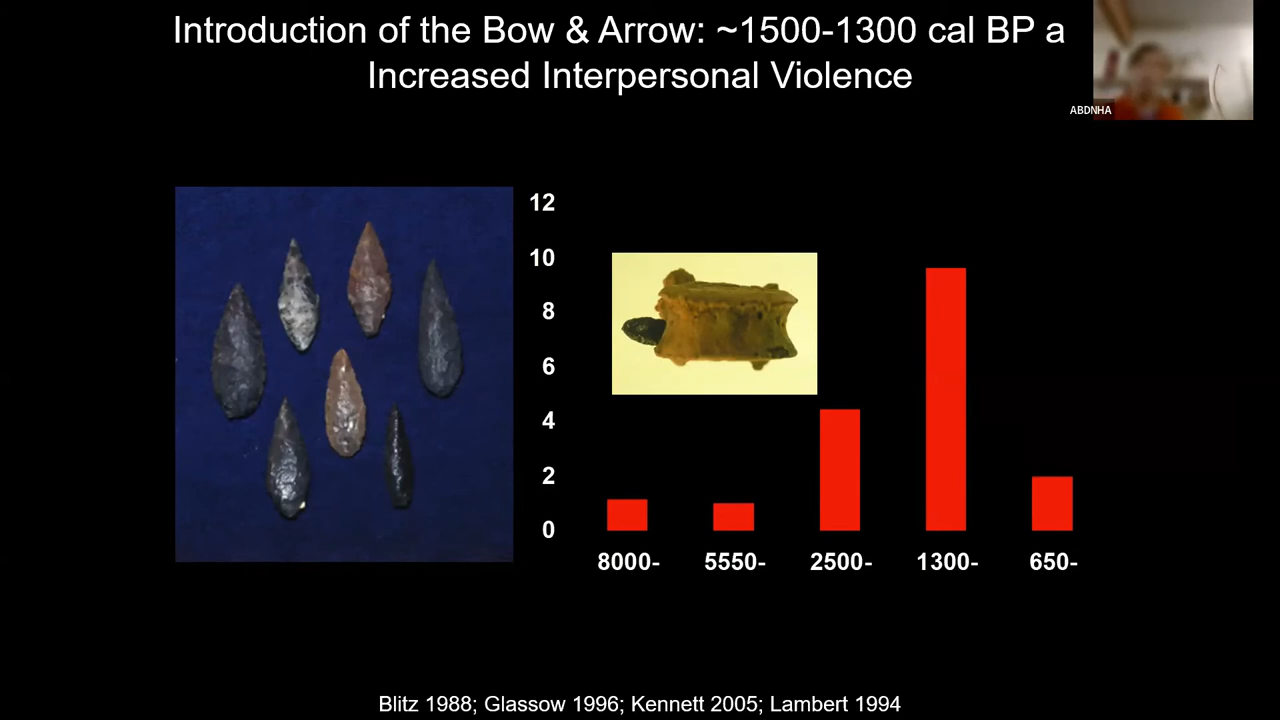 Introduction of the Bow & Arrow: ~1500-1300 cal BP a
Increased Interpersonal Violence
ABDNHA
12
10
8
6
4
2
0
8000- 5550- 2500- 1300- 650-
Blitz 1988; Glassow 1996; Kennett 2005; Lambert 1994